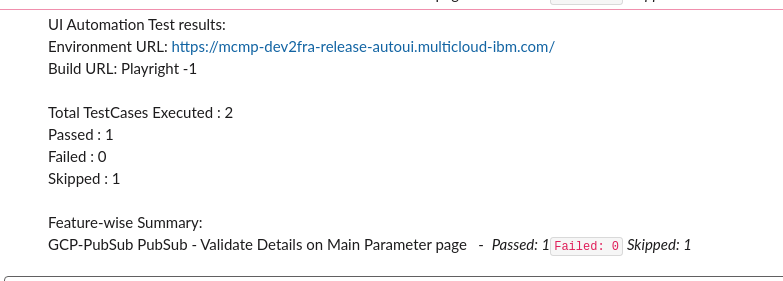 UI Automation Test results:
Environment URL: https://mcmp-dev2fra-release-autoui.multicloud-ibm.com/
Build URL: Playright -1
Total TestCases Executed : 2
Passed : 1
Failed : 0
Skipped : 1
Feature-wise Summary:
GCP-PubSub PubSub - Validate Details on Main Parameter page - Passed: 1 Failed: 0 Skipped: 1